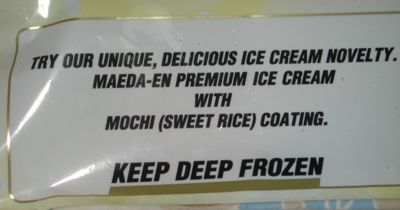 TRY OUR UNIQUE, DELICIOUS ICE CREAM NOVELTY.
MAEDA-EN PREMIUM ICE CREAM
WITH
MOCHI (SWEET RICE) COATING.
KEEP DEEP FROZEN